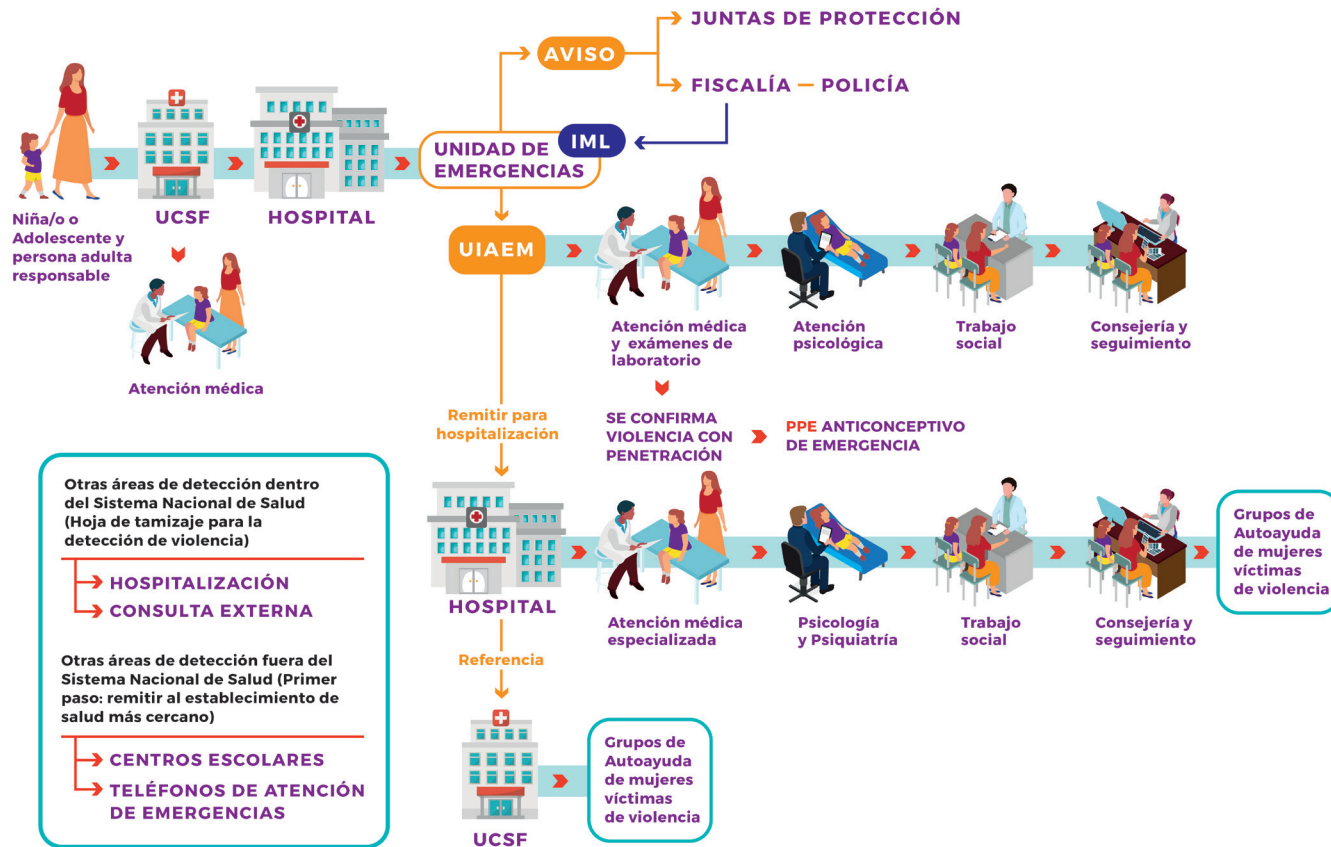 JUNTAS DE PROTECCIÓN
AVISO
FISCALÍA — POLICÍA
IML
UNIDAD DE
EMERGENCIAS
UCSF
HOSPITAL
Niña/o o
Adolescente y
persona adulta
responsable
Atención médica
UIAEM
Atención médica
y exámenes de
laboratorio
Atención
psicológica
Trabajo
social
Consejería y
seguimiento
Remitir para
hospitalización
SE CONFIRMA
VIOLENCIA CON
PENETRACIÓN
PPE ANTICONCEPTIVO
DE EMERGENCIA
Otras áreas de detección dentro
del Sistema Nacional de Salud
(Hoja de tamizaje para la
detección de violencia)
HOSPITALIZACIÓN
CONSULTA EXTERNA
Otras áreas de detección fuera del
Sistema Nacional de Salud (Primer
paso: remitir al establecimiento de
salud más cercano)
CENTROS ESCOLARES
TELÉFONOS DE ATENCIÓN
DE EMERGENCIAS
HOSPITAL
Atención médica
especializada
Psicología
y Psiquiatría
Trabajo
social
Consejería y
seguimiento
Grupos de
Autoayuda
de mujeres
víctimas
de violencia
Referencia
UCSF
Grupos de
Autoayuda
de mujeres
víctimas
de violencia